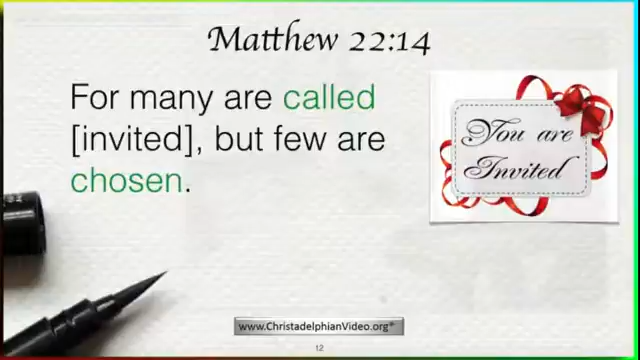 Matthew 22:14
For many are called
[invited], but few are
chosen.
You are
Invited
www.ChristadelphianVideo.org*
12